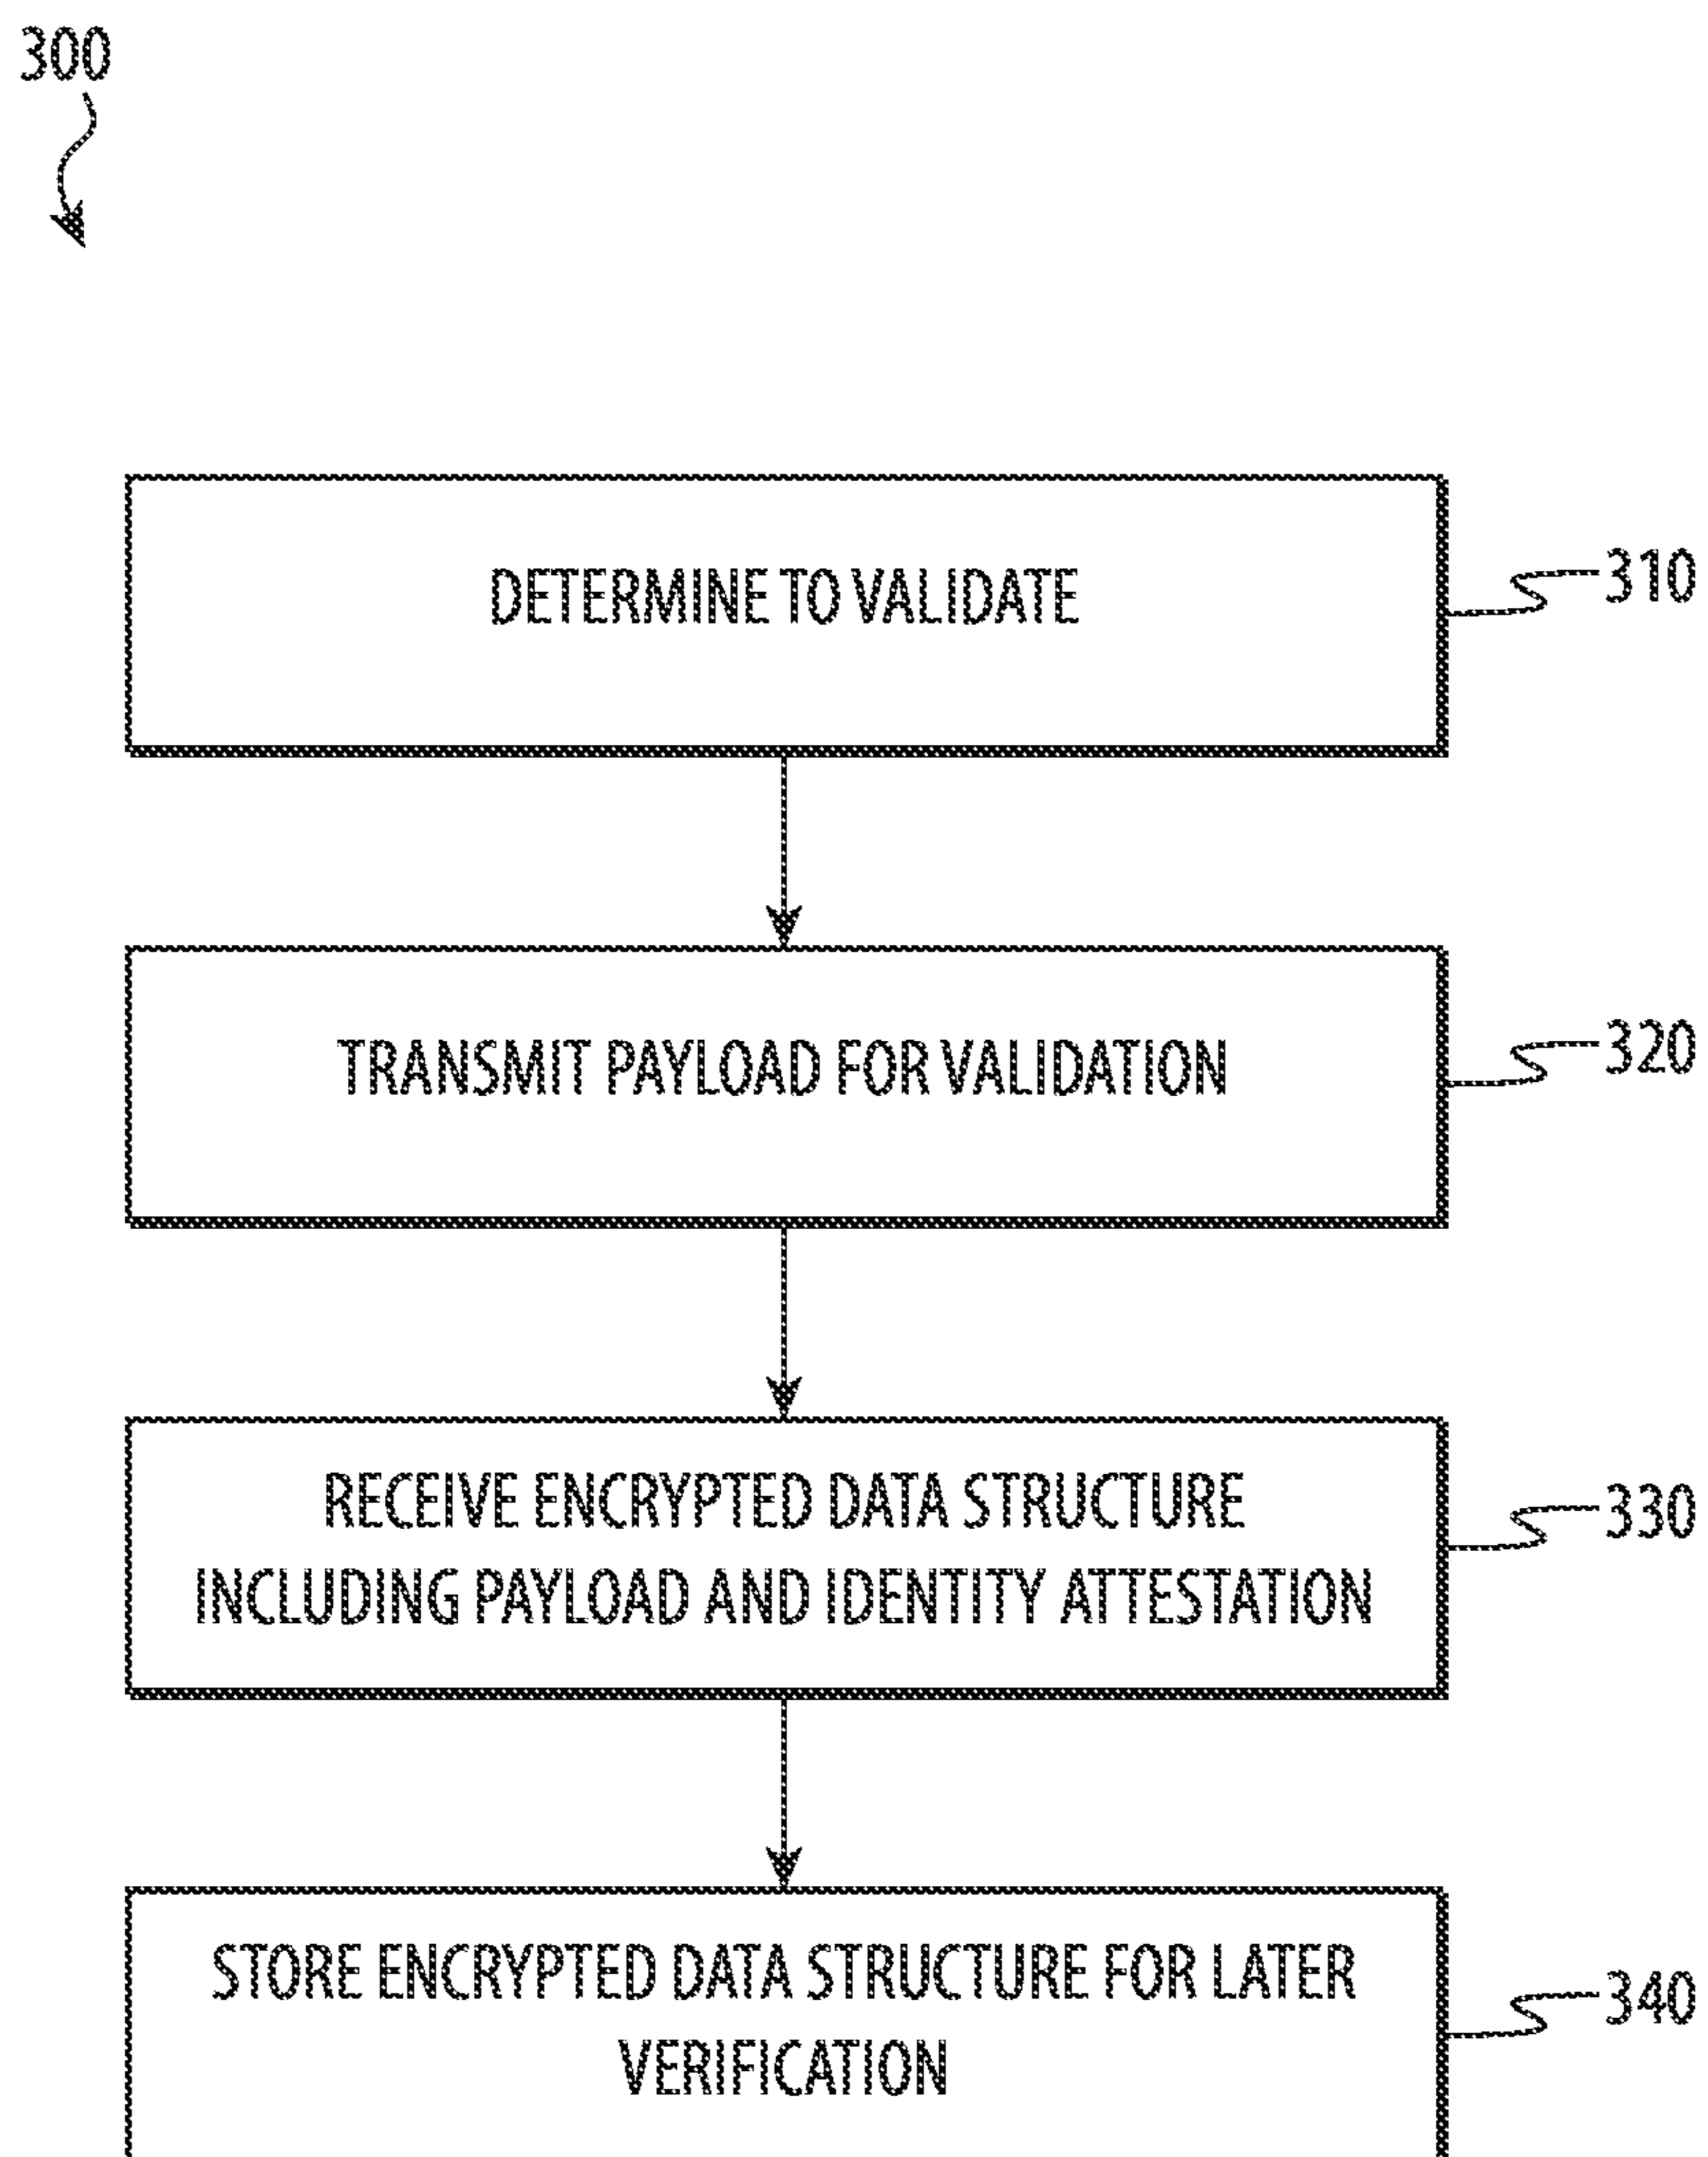 300
DETERMINE TO VALIDATE
310
TRANSMIT PAYLOAD FOR VALIDATION
320
RECEIVE ENCRYPTED DATA STRUCTURE
INCLUDING PAYLOAD AND IDENTITY ATTESTATION
330
STORE ENCRYPTED DATA STRUCTURE FOR LATER
VERIFICATION
340